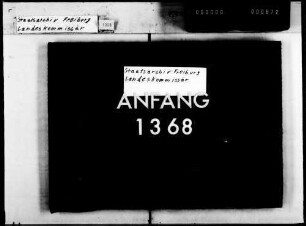 Staatsarchiv Freiburg
Landeskommissär
Staatsarchiv Freiburg
Landeskommissär
ANFANG
1368